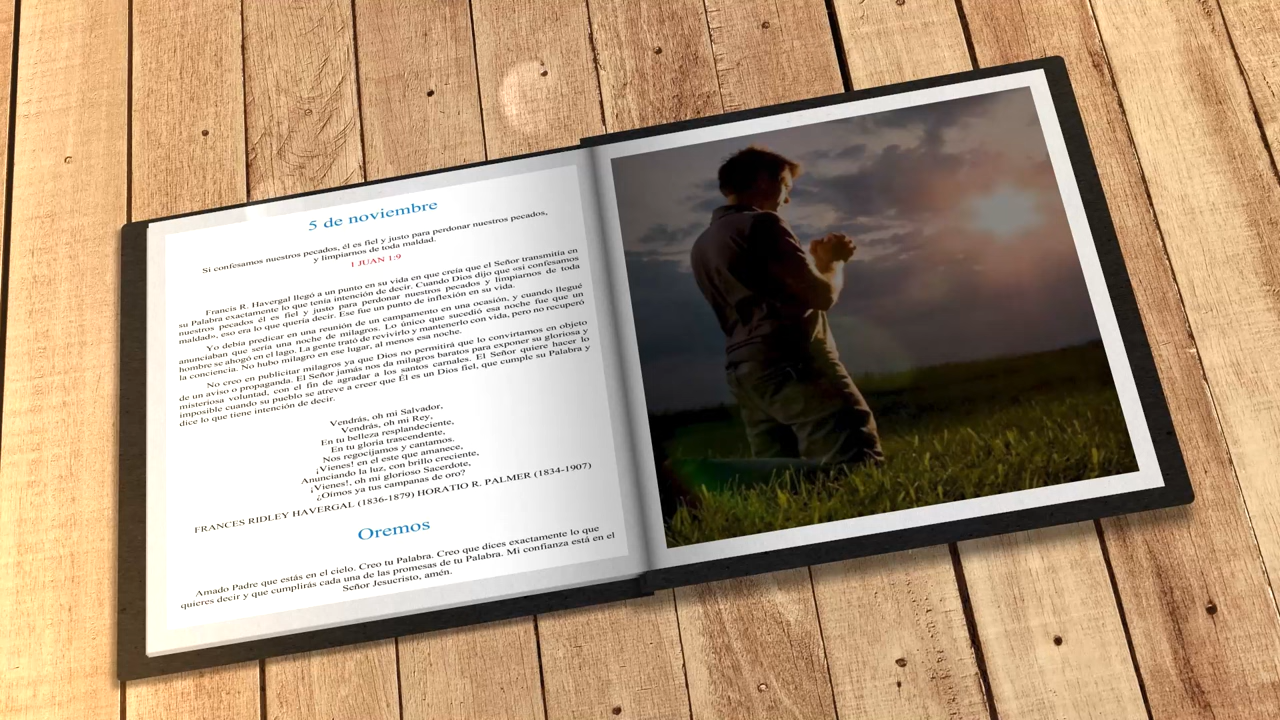 5 de noviembre
Si confesamos nuestros pecados, él es fiel y justo para perdonar nuestros pecados,
y limpiarnos de toda maldad.
1 JUAN 1:9
Francis R. Havergal llegó a un punto en su vida en que creía que el Señor transmitía en
su Palabra exactamente lo que tenía intención de decir. Cuando Dios dijo que «si confesamos
nuestros pecados él es fiel y justo para perdonar nuestros pecados y limpiarnos de toda
maldad», eso era lo que quería decir. Ese fue un punto de inflexión en su vida.
Yo debía predicar en una reunión de un campamento en una ocasión, y cuando llegué
anunciaban que sería una noche de milagros. Lo único que sucedió esa noche fue que un
hombre se ahogó en el lago. La gente trató de revivirlo y mantenerlo con vida, pero no recuperó
la conciencia. No hubo milagro en ese lugar, al menos esa noche.
No creo en publicitar milagros ya que Dios no permitirá que lo convirtamos en objeto
de un aviso o propaganda. El Señor jamás nos da milagros baratos para exponer su gloriosa y
misteriosa voluntad, con el fin de agradar a los santos carnales. El Señor quiere hacer lo
imposible cuando su pueblo se atreve a creer que Él es un Dios fiel, que cumple su Palabra y
dice lo que tiene intención de decir.
Vendrás, oh mi Salvador,
Vendrás, oh mi Rey,
En tu belleza resplandeciente,
En tu gloria trascendente,
Nos regocijamos y cantamos.
¡Vienes! en el este que amanece,
Anunciando la luz, con brillo creciente,
¡Vienes!, oh mi glorioso Sacerdote,
¿Oímos ya tus campanas de oro?
FRANCES RIDLEY HAVERGAL (1836-1879) HORATIO R. PALMER (1834-1907)
Oremos
Amado Padre que estás en el cielo. Creo tu Palabra. Creo que dices exactamente lo que
quieres decir y que cumplirás cada una de las promesas de tu Palabra. Mi confianza está en el
Señor Jesucristo, amén.